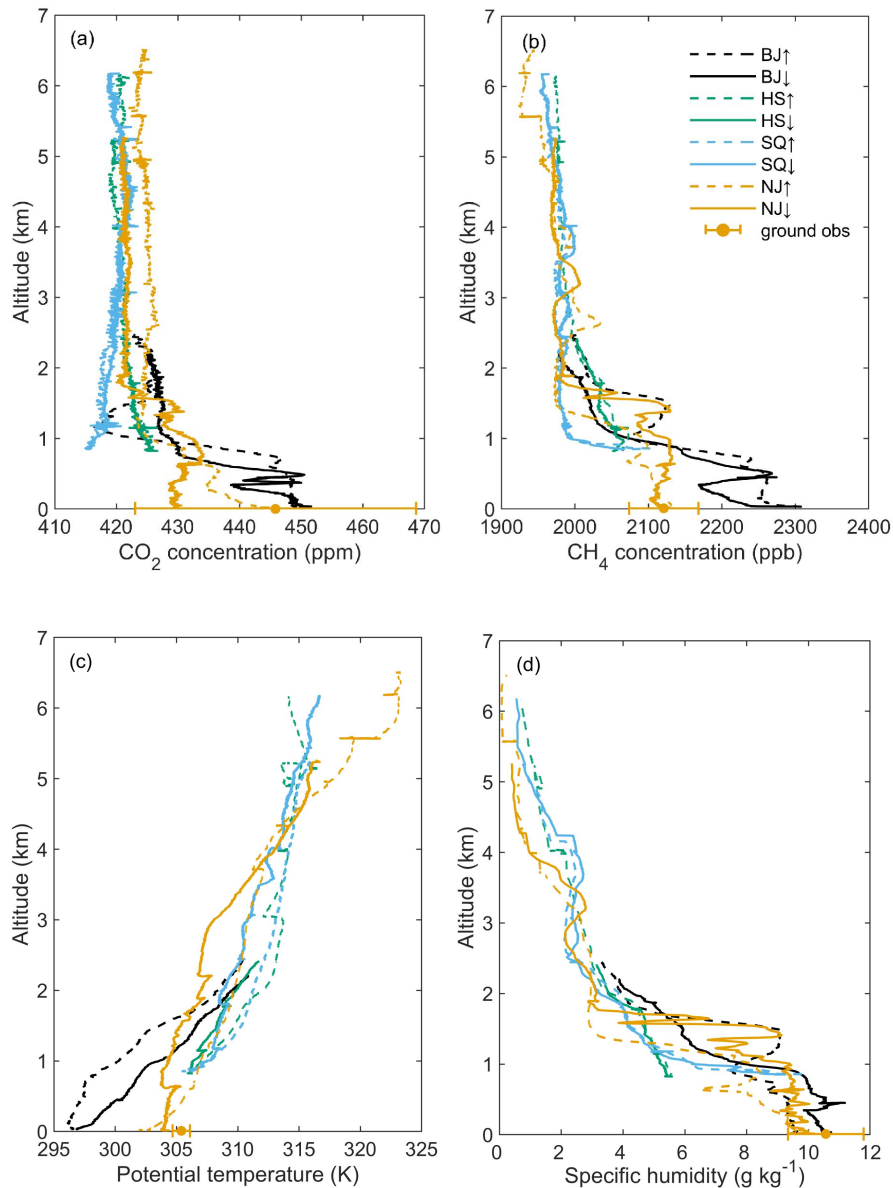 (a)
7
6
5
4
3
2
1
0
Altitude (km)
410 420 430 440 450 460 470
CO₂ concentration (ppm)
(b)
BJ↑
BJ↓
HS↑
HS↓
SQ↑
SQ↓
NJ↑
NJ↓
ground obs
7
6
5
4
3
2
1
0
Altitude (km)
1900 2000 2100 2200 2300 2400
CH₄ concentration (ppb)
(c)
7
6
5
4
3
2
1
0
Altitude (km)
295 300 305 310 315 320 325
Potential temperature (K)
(d)
7
6
5
4
3
2
1
0
Altitude (km)
0 2 4 6 8 10 12
Specific humidity (g kg⁻¹)